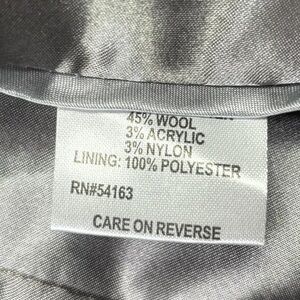 45% WOOL
3% ACRYLIC
3% NYLON
LINING: 100% POLYESTER
RN#54163
CARE ON REVERSE